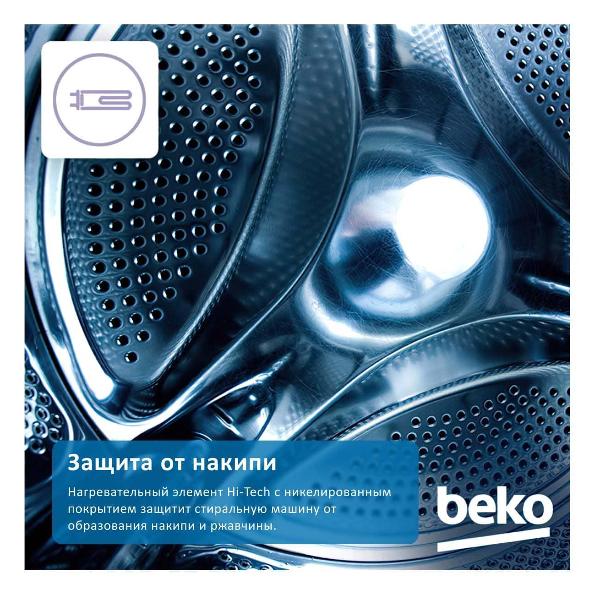 Защита от накипи
Нагревательный элемент Hi-Tech с никелированным
покрытием защитит стиральную машину от
образования накипи и ржавчины.
beko